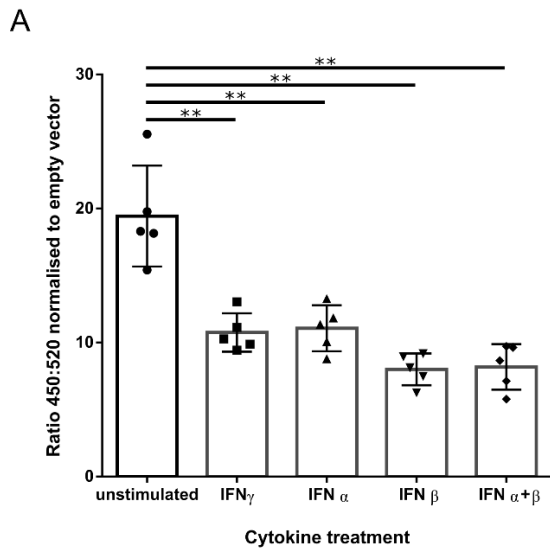 A
**
**
**
**
30
20
10
0
Ratio 450:520 normalised to empty vector
unstimulated IFNγ IFN α IFN β IFN α+β
Cytokine treatment